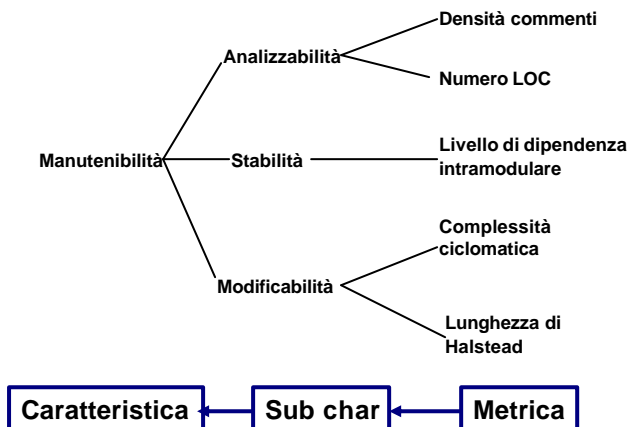 Densità commenti
Analizzabilità
Numero LOC
Manutenibilità
Stabilità
Livello di dipendenza
intramodulare
Complessità
ciclomatica
Modificabilità
Lunghezza di
Halstead
Caratteristica
Sub char
Metrica